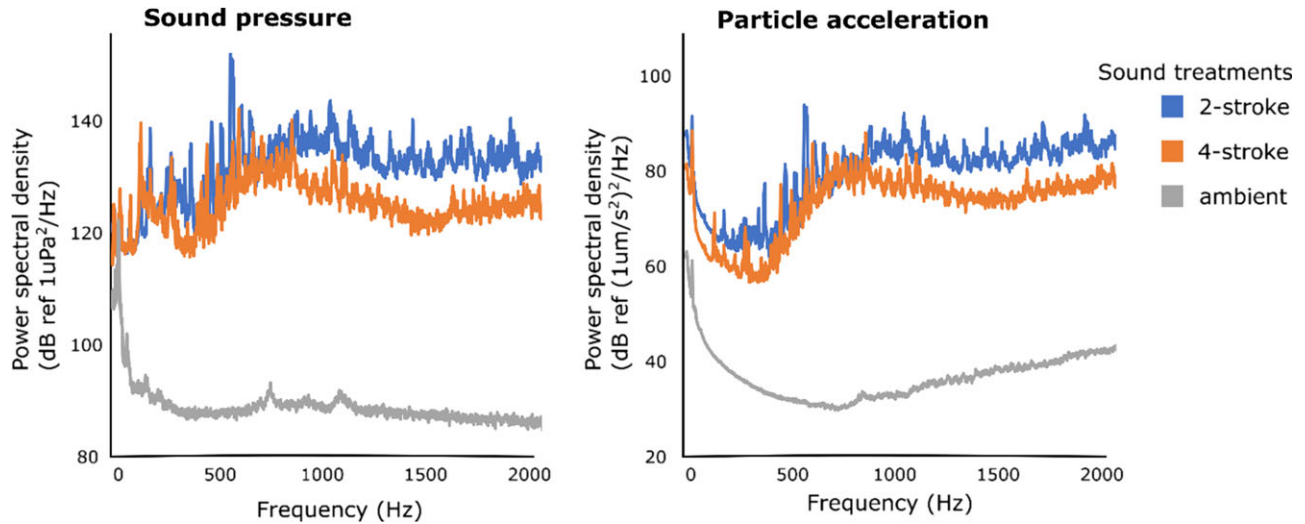 Sound pressure
Power spectral density
(dB ref 1uPa²/Hz)
140
120
100
80
0
500
1000
1500
2000
Frequency (Hz)
Particle acceleration
Power spectral density
(dB ref (1um/s²)²/Hz)
100
80
60
40
20
0
500
1000
1500
2000
Frequency (Hz)
Sound treatments
2-stroke
4-stroke
ambient